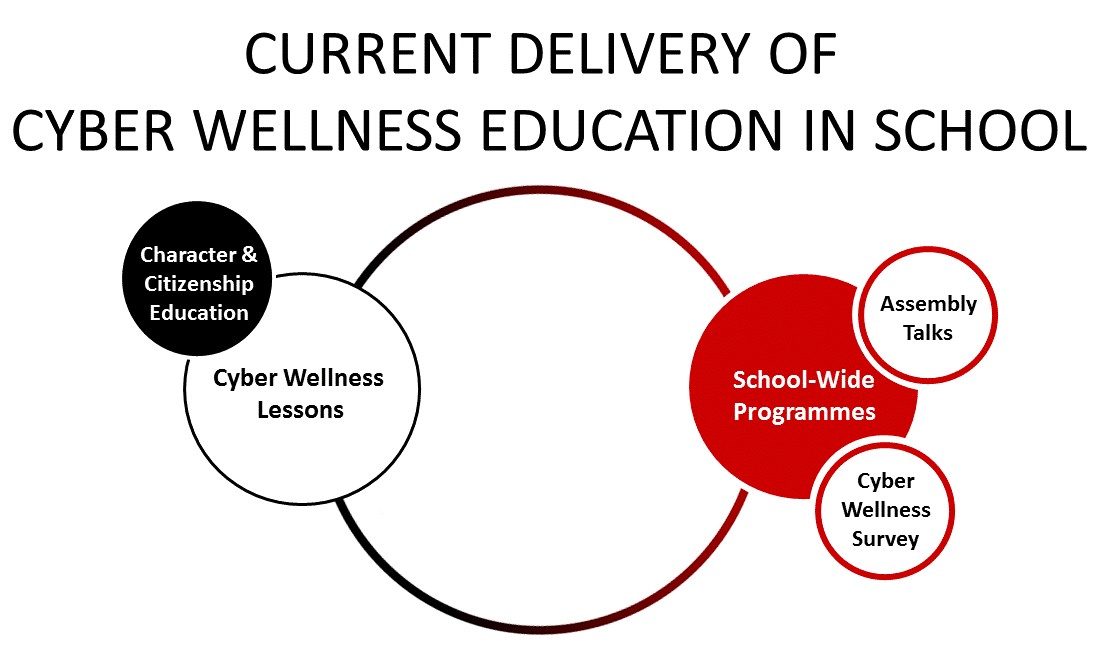 CURRENT DELIVERY OF
CYBER WELLNESS EDUCATION IN SCHOOL
Character &
Citizenship
Education
Cyber Wellness
Lessons
School-Wide
Programmes
Assembly
Talks
Cyber
Wellness
Survey